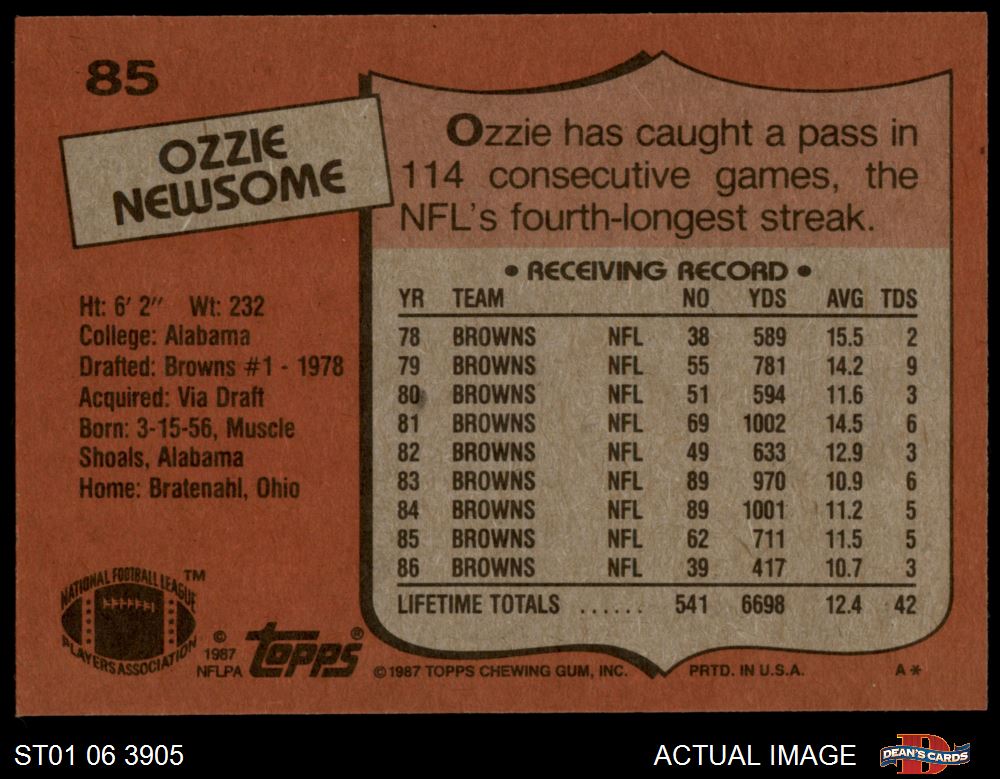 85
OZZIE
NEWSOME
Ozzie has caught a pass in
114 consecutive games, the
NFL's fourth-longest streak.
Ht: 6' 2" Wt: 232
College: Alabama
Drafted: Browns #1 - 1978
Acquired: Via Draft
Born: 3-15-56, Muscle
Shoals, Alabama
Home: Bratenahl, Ohio
• RECEIVING RECORD •
YR TEAM NO YDS AVG TDS
78 BROWNS NFL 38 589 15.5 2
79 BROWNS NFL 55 781 14.2 9
80 BROWNS NFL 51 594 11.6 3
81 BROWNS NFL 69 1002 14.5 6
82 BROWNS NFL 49 633 12.9 3
83 BROWNS NFL 89 970 10.9 6
84 BROWNS NFL 89 1001 11.2 5
85 BROWNS NFL 62 711 11.5 5
86 BROWNS NFL 39 417 10.7 3
LIFETIME TOTALS ...... 541 6698 12.4 42
NATIONAL FOOTBALL LEAGUE ™
PLAYERS ASSOCIATION
©
1987
NFLPA
topps®
©1987 TOPPS CHEWING GUM, INC. PRTD. IN U.S.A. A*
ST01 06 3905
ACTUAL IMAGE
D
DEAN'S CARDS